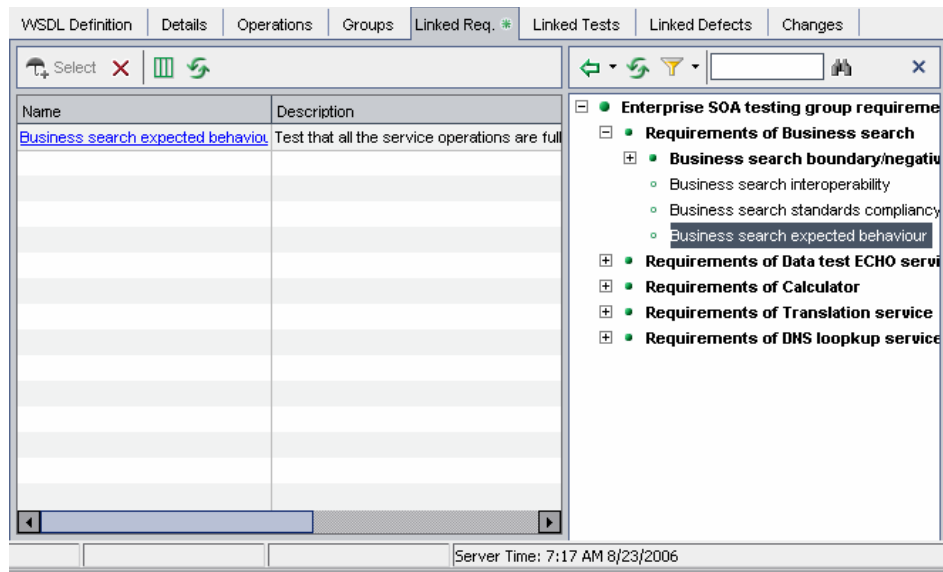 WSDL Definition Details Operations Groups Linked Req. * Linked Tests Linked Defects Changes
Select
Name Description
Business search expected behaviou Test that all the service operations are full
Enterprise SOA testing group requireme
Requirements of Business search
Business search boundary/negativ
Business search interoperability
Business search standards compliancy
Business search expected behaviour
Requirements of Data test ECHO servi
Requirements of Calculator
Requirements of Translation service
Requirements of DNS loopkup service
Server Time: 7:17 AM 8/23/2006